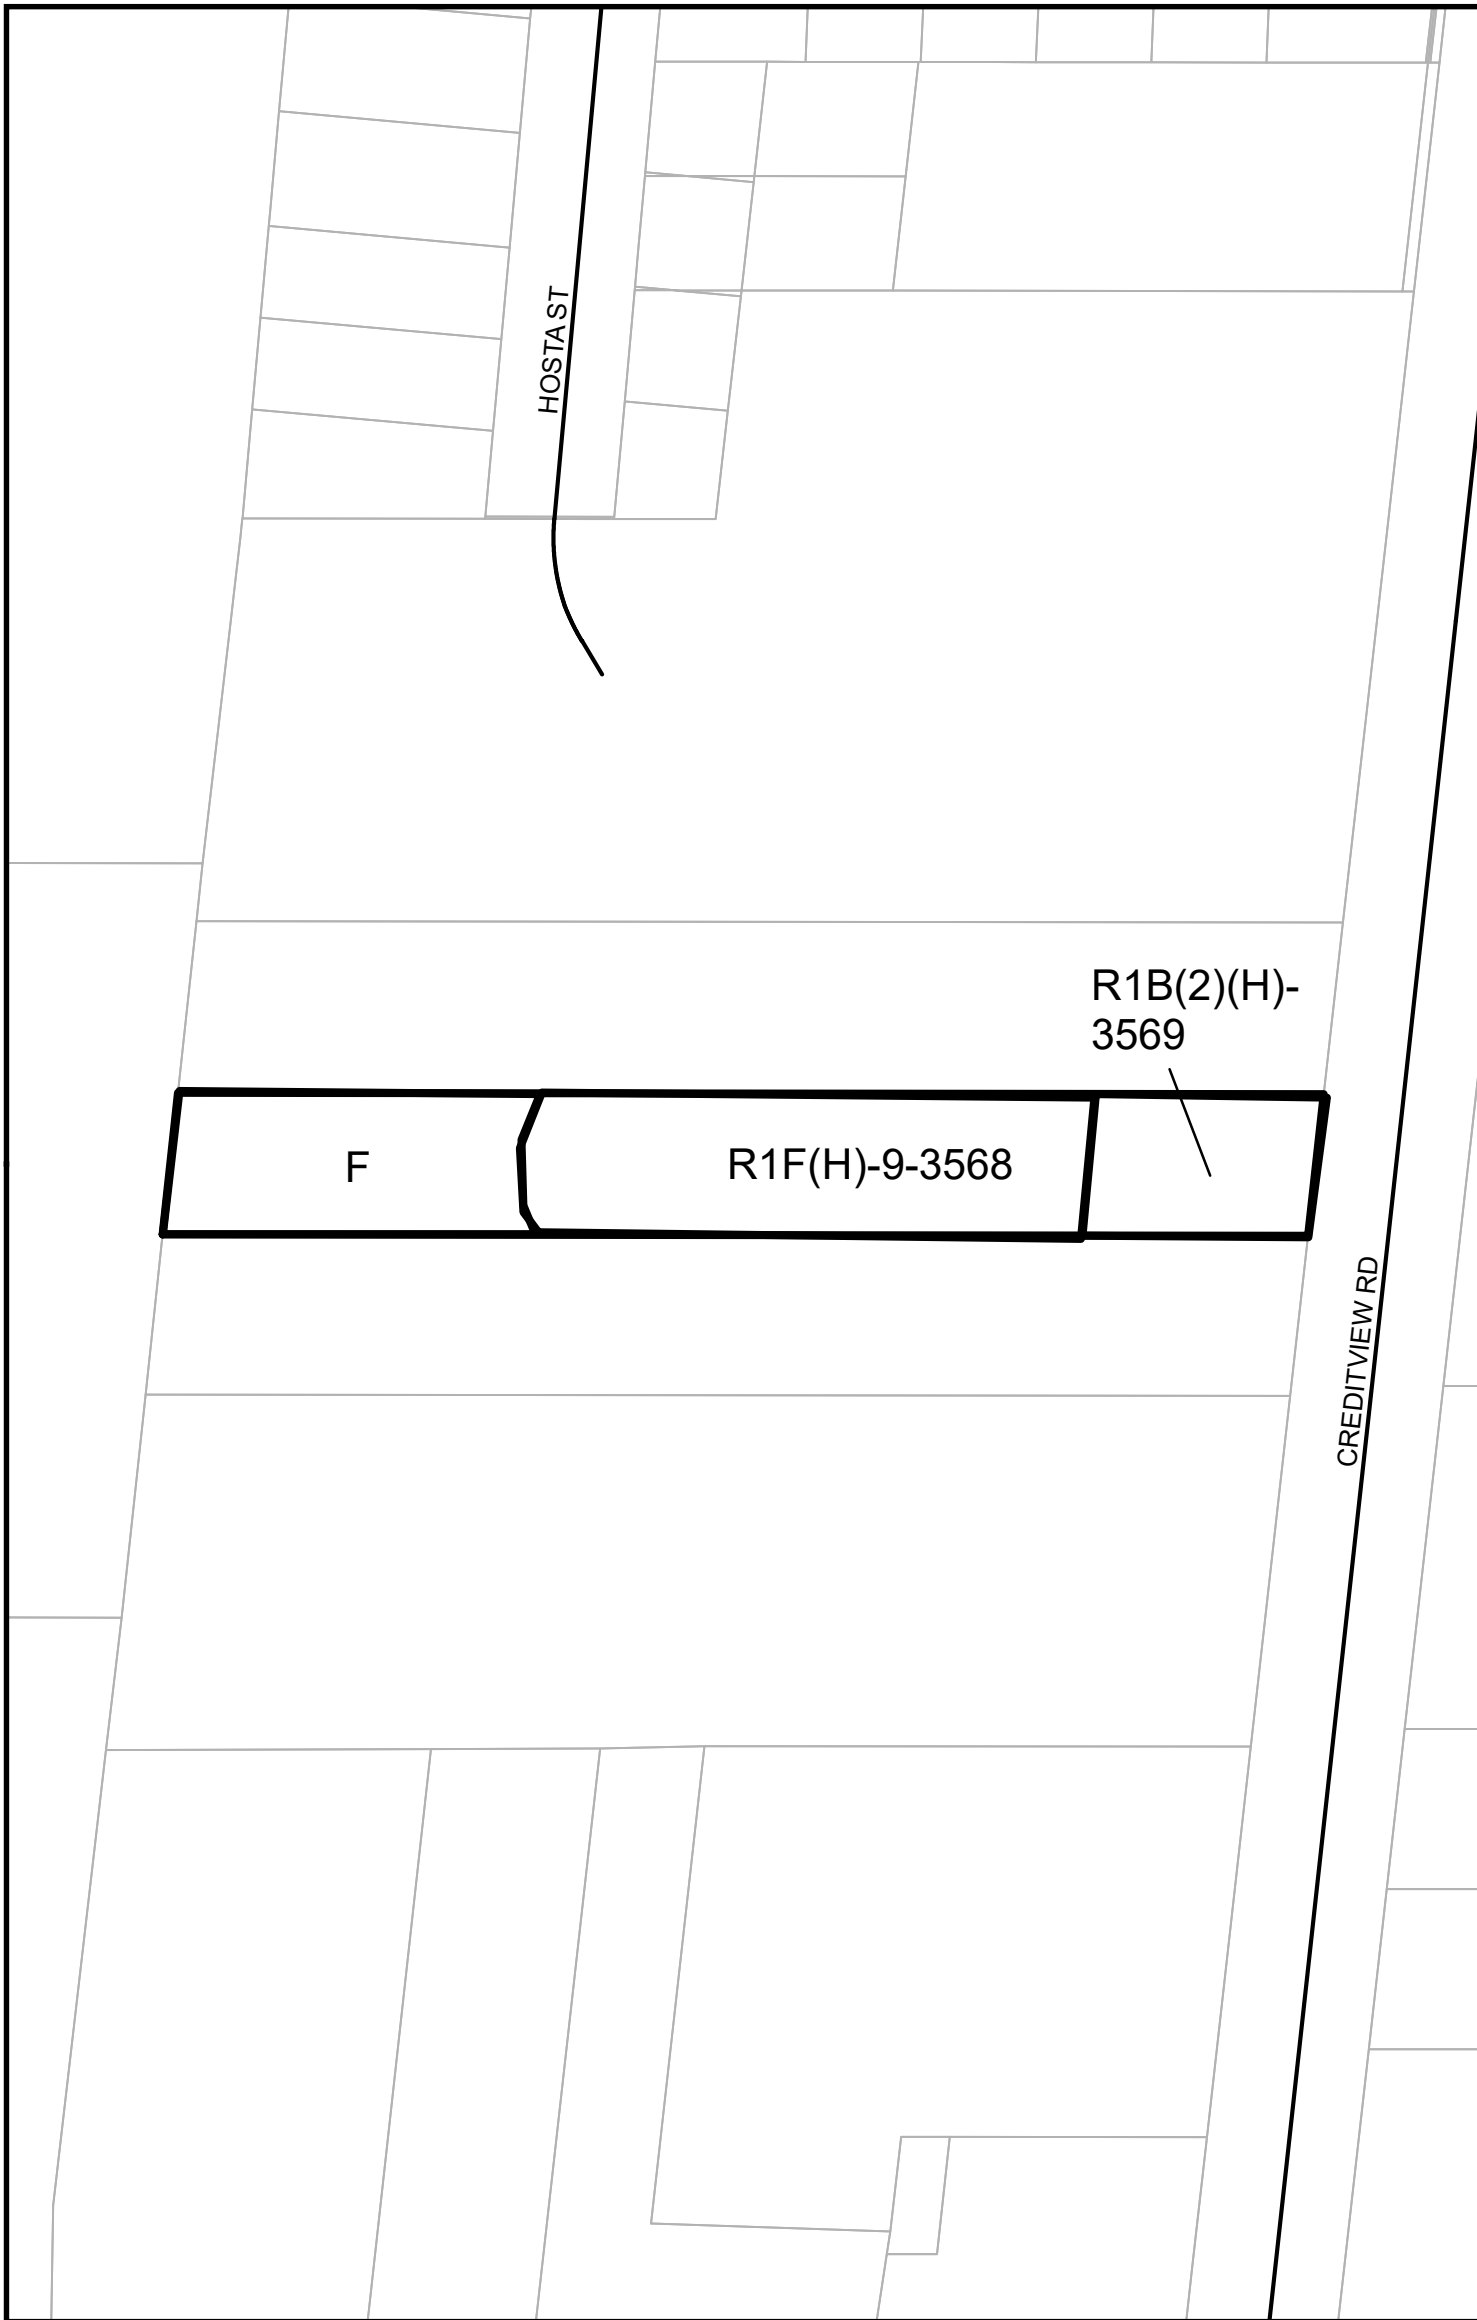 HOSTA ST
R1B(2)(H)-
3569
F
R1F(H)-9-3568
CREDITVIEW RD